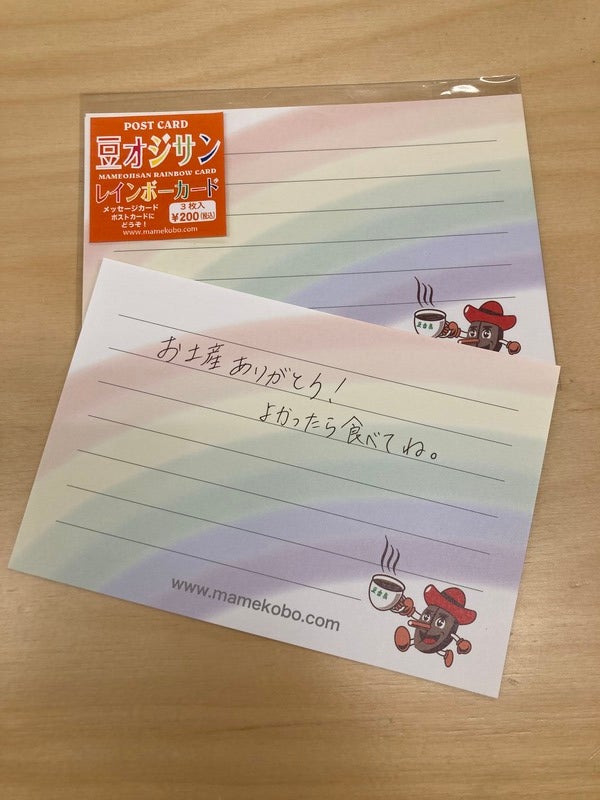 POST CARD
豆オジサン
MAMEOJISAN RAINBOW CARD
レインボーカード
メッセージカード
ポストカードに
どうぞ！
3枚入
¥200(税込)
www.mamekobo.com
お土産ありがとう！
よかったら食べてね。
www.mamekobo.com